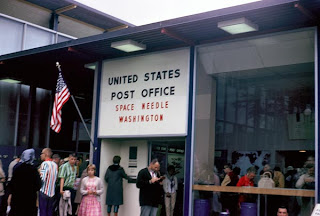 UNITED STATES
POST OFFICE
SPACE NEEDLE
WASHINGTON